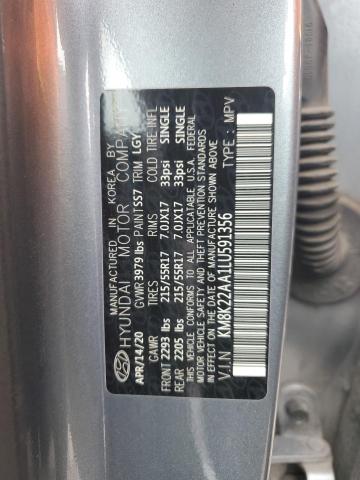 MANUFACTURED IN KOREA BY
HYUNDAI MOTOR COMPANY
APR/14/20 GVWR 3979 lbs PAINT SS7 TRIM LGY
GAWR TIRES RIMS COLD TIRE INFL
FRONT 2293 lbs 215/55R17 7.0JX17 33psi SINGLE
REAR 2205 lbs 215/55R17 7.0JX17 33psi SINGLE
THIS VEHICLE CONFORMS TO ALL APPLICABLE U.S.A. FEDERAL
MOTOR VEHICLE SAFETY AND THEFT PREVENTION STANDARDS
IN EFFECT ON THE DATE OF MANUFACTURE SHOWN ABOVE.
V.I.N : KM8K22AA1LU591356 TYPE : MPV